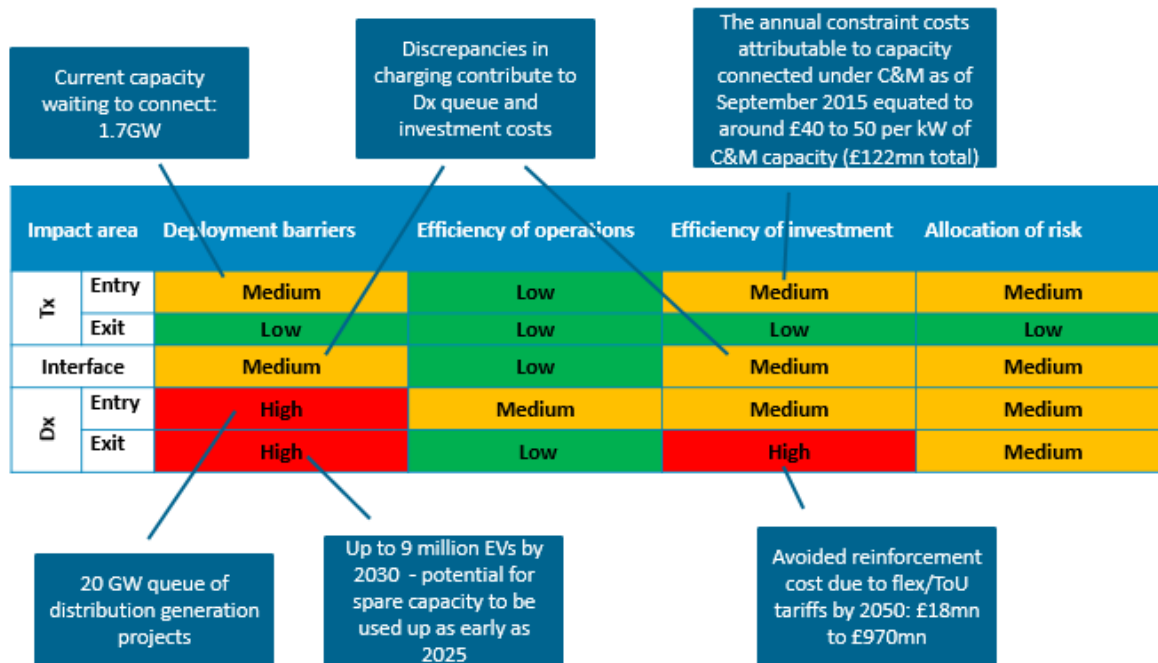 Current capacity
waiting to connect:
1.7GW
Discrepancies in
charging contribute to
Dx queue and
investment costs
The annual constraint costs
attributable to capacity
connected under C&M as of
September 2015 equated to
around £40 to 50 per kW of
C&M capacity (£122mn total)
Impact area Deployment barriers Efficiency of operations Efficiency of investment Allocation of risk
Tx
Entry Medium Low Medium Medium
Exit Low Low Low Low
Interface Medium Low Medium Medium
Dx
Entry High Medium Medium Medium
Exit High Low High Medium
20 GW queue of
distribution generation
projects
Up to 9 million EVs by
2030 - potential for
spare capacity to be
used up as early as
2025
Avoided reinforcement
cost due to flex/ToU
tariffs by 2050: £18mn
to £970mn